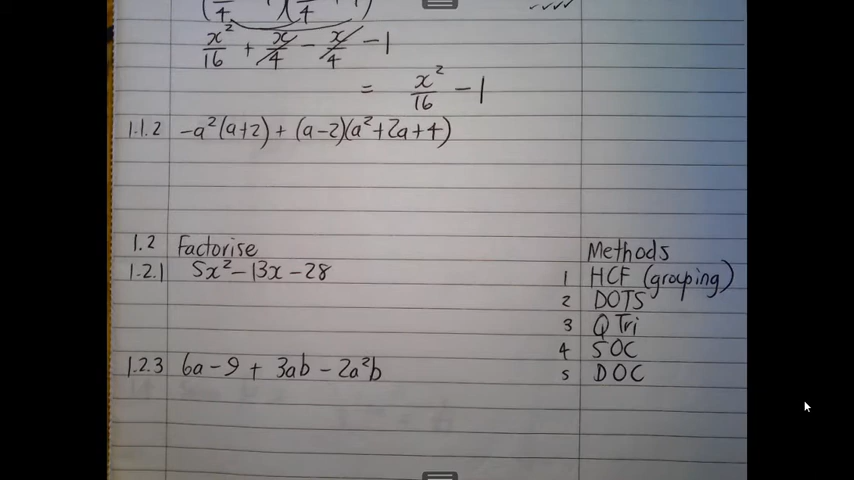 x²/16 + x/4 - x/4 - 1
= x²/16 - 1
1.1.2 -a²(a+2) + (a-2)(a²+2a+4)
1.2 Factorise
Methods
1.2.1 5x² - 13x - 28
1 HCF (grouping)
2 DOTS
3 QTri
4 SOC
1.2.3 6a - 9 + 3ab - 2a²b
5 DOC